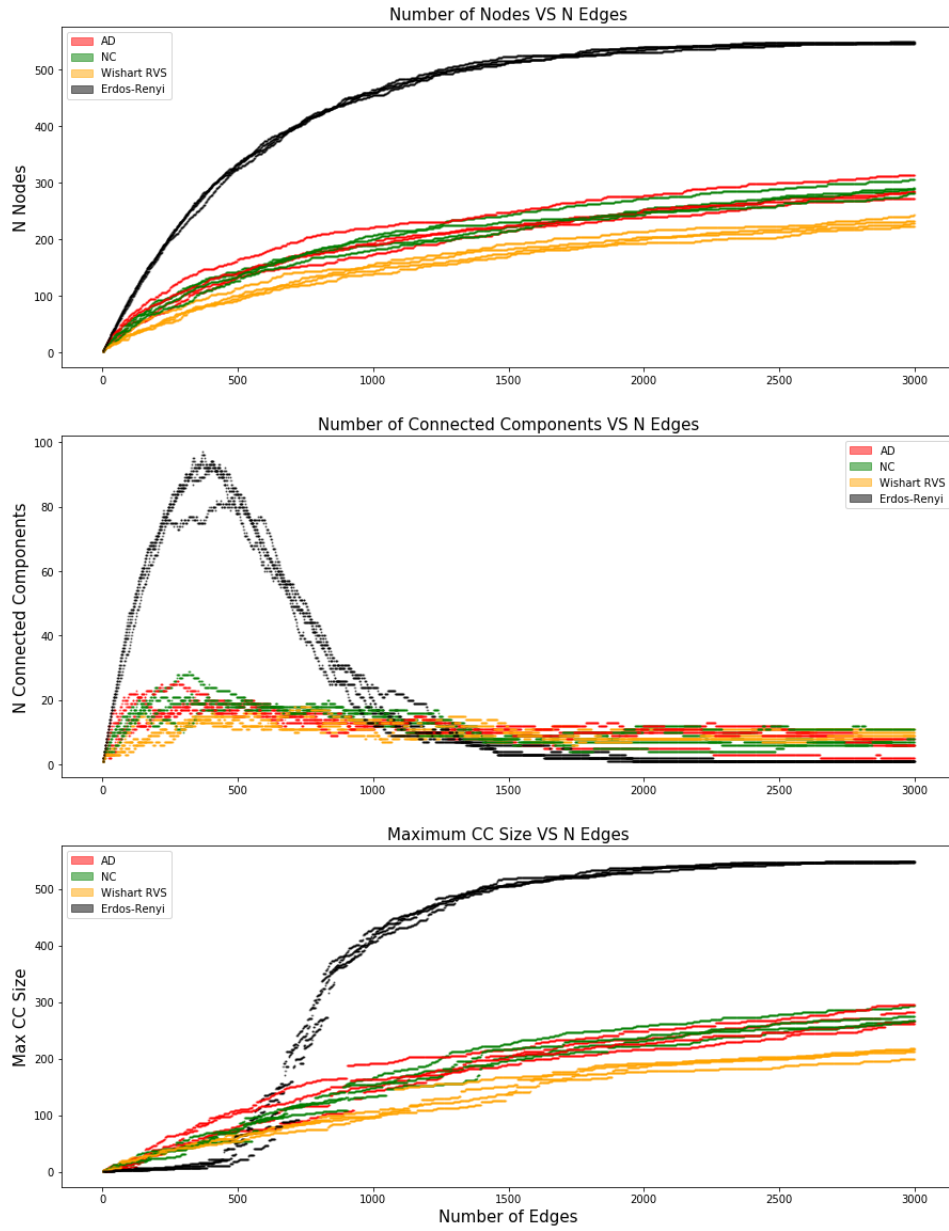 Number of Nodes VS N Edges
AD
NC
Wishart RVS
Erdos-Renyi
N Nodes
500
400
300
200
100
0
0 500 1000 1500 2000 2500 3000
Number of Connected Components VS N Edges
AD
NC
Wishart RVS
Erdos-Renyi
N Connected Components
100
80
60
40
20
0
0 500 1000 1500 2000 2500 3000
Maximum CC Size VS N Edges
AD
NC
Wishart RVS
Erdos-Renyi
Max CC Size
500
400
300
200
100
0
0 500 1000 1500 2000 2500 3000
Number of Edges